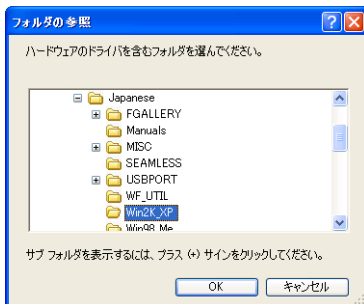 フォルダの参照
ハードウェアのドライバを含むフォルダを選んでください。
Japanese
FGALLERY
Manuals
MISC
SEAMLESS
USBPORT
WF_UTIL
Win2K_XP
Win98_Me
サブ フォルダを表示するには、プラス (+) サインをクリックしてください。
OK
キャンセル